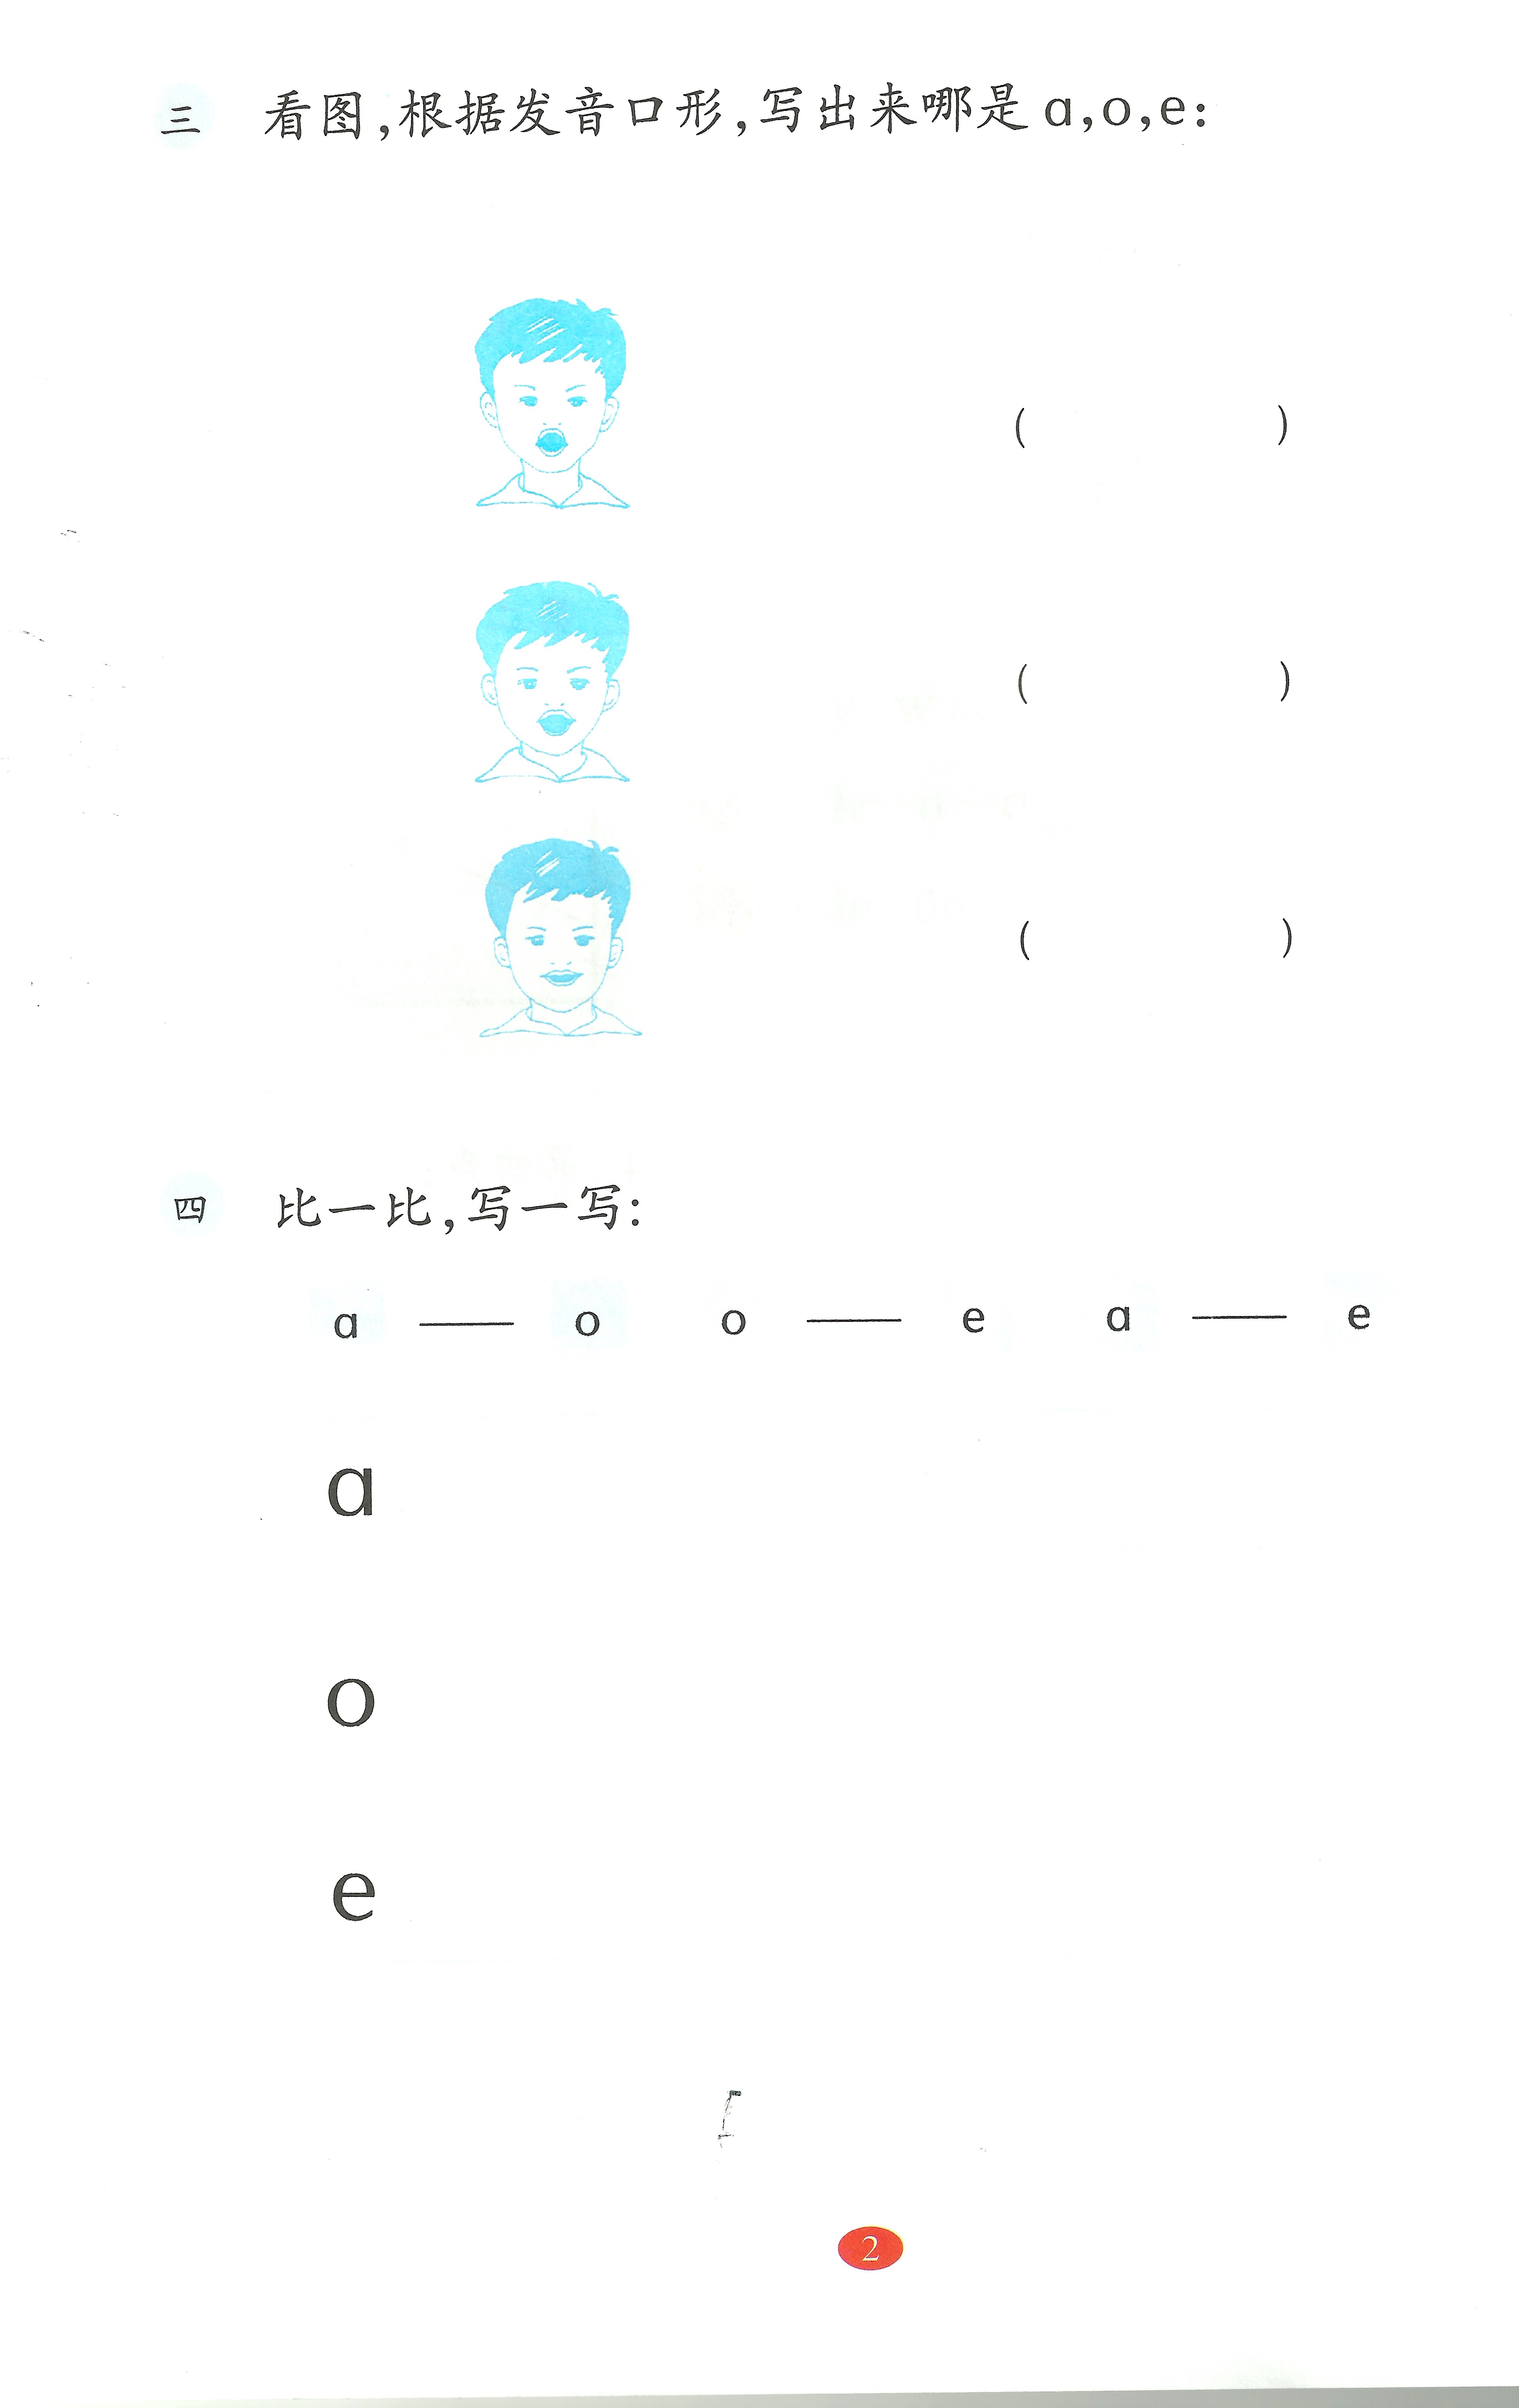 三 看图,根据发音口形,写出来哪是ɑ,o,e:
( )
( )
( )
四 比一比,写一写:
ɑ —— o o —— e ɑ —— e
ɑ
o
e
2